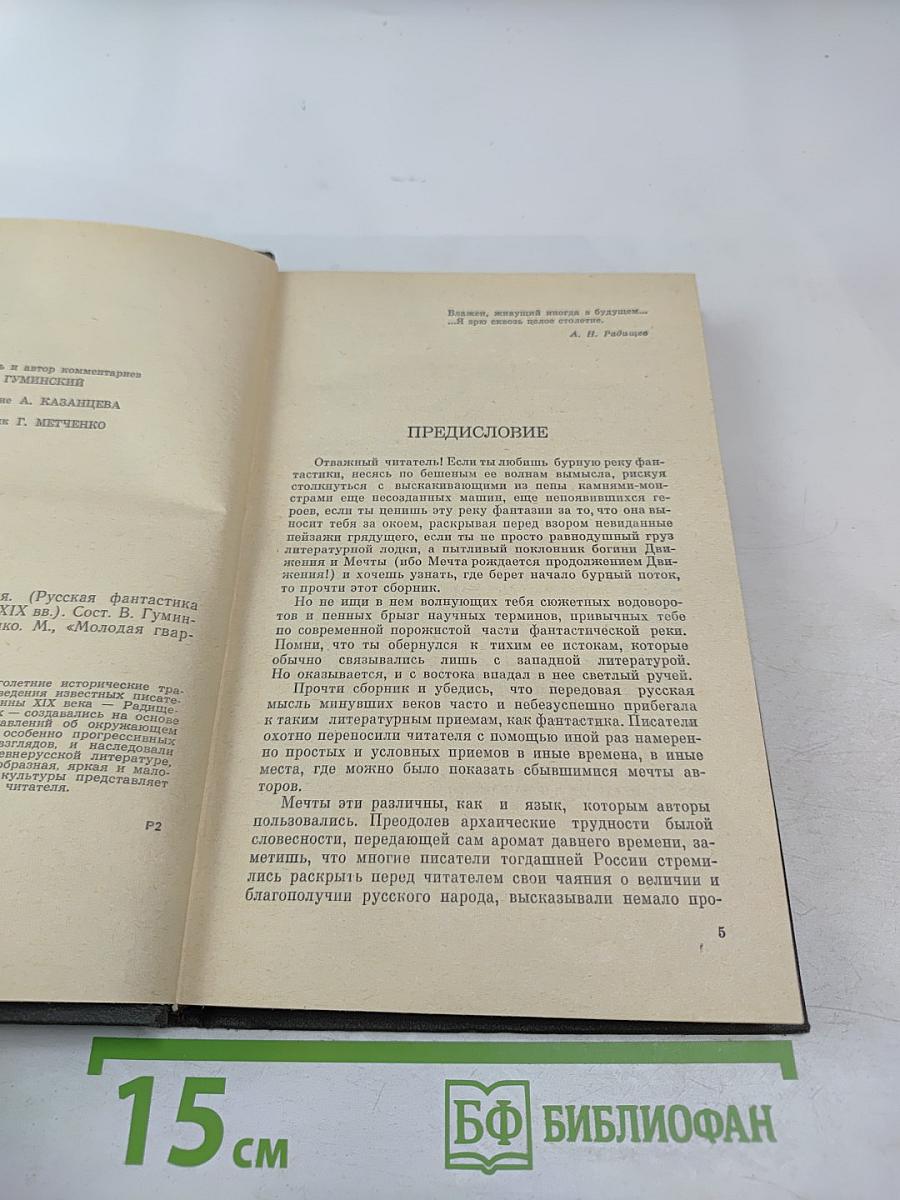 ь и автор комментариев
ГУМИНСКИЙ
ие А. КАЗАНЦЕВА
ик Г. МЕТЧЕНКО
я. (Русская фантастика
XIX вв.). Сост. В. Гумин-
нко. М., «Молодая гвар-
голетние исторические тра-
ведения известных писате-
ины XIX века — Радище-
х — создавались на основе
тавлений об окружающем
особенно прогрессивных
взглядов, и наследовали
евнерусской литературе,
образная, яркая и мало-
культуры представляет
читателя.
Р2
Блажен, живущий иногда в будущем...
...Я зрю сквозь целое столетие.
А. Н. Радищев
ПРЕДИСЛОВИЕ
Отважный читатель! Если ты любишь бурную реку фан-
тастики, несясь по бешеным ее волнам вымысла, рискуя
столкнуться с выскакивающими из пены камнями-мон-
страми еще несозданных машин, еще непоявившихся ге-
роев, если ты ценишь эту реку фантазии за то, что она вы-
носит тебя за окоем, раскрывая перед взором невиданные
пейзажи грядущего, если ты не просто равнодушный груз
литературной лодки, а пытливый поклонник богини Дви-
жения и Мечты (ибо Мечта рождается продолжением Дви-
жения!) и хочешь узнать, где берет начало бурный поток,
то прочти этот сборник.
Но не ищи в нем волнующих тебя сюжетных водоворо-
тов и пенных брызг научных терминов, привычных тебе
по современной порожистой части фантастической реки.
Помни, что ты обернулся к тихим ее истокам, которые
обычно связывались лишь с западной литературой.
Но оказывается, и с востока впадал в нее светлый ручей.
Прочти сборник и убедись, что передовая русская
мысль минувших веков часто и небезуспешно прибегала
к таким литературным приемам, как фантастика. Писатели
охотно переносили читателя с помощью иной раз намерен-
но простых и условных приемов в иные времена, в иные
места, где можно было показать сбывшимися мечты ав-
торов.
Мечты эти различны, как и язык, которым авторы
пользовались. Преодолев архаические трудности былой
словесности, передающей сам аромат давнего времени, за-
метишь, что многие писатели тогдашней России стреми-
лись раскрыть перед читателем свои чаяния о величии и
благополучии русского народа, высказывали немало про-
5
15 см
БФ БИБЛИОФАН